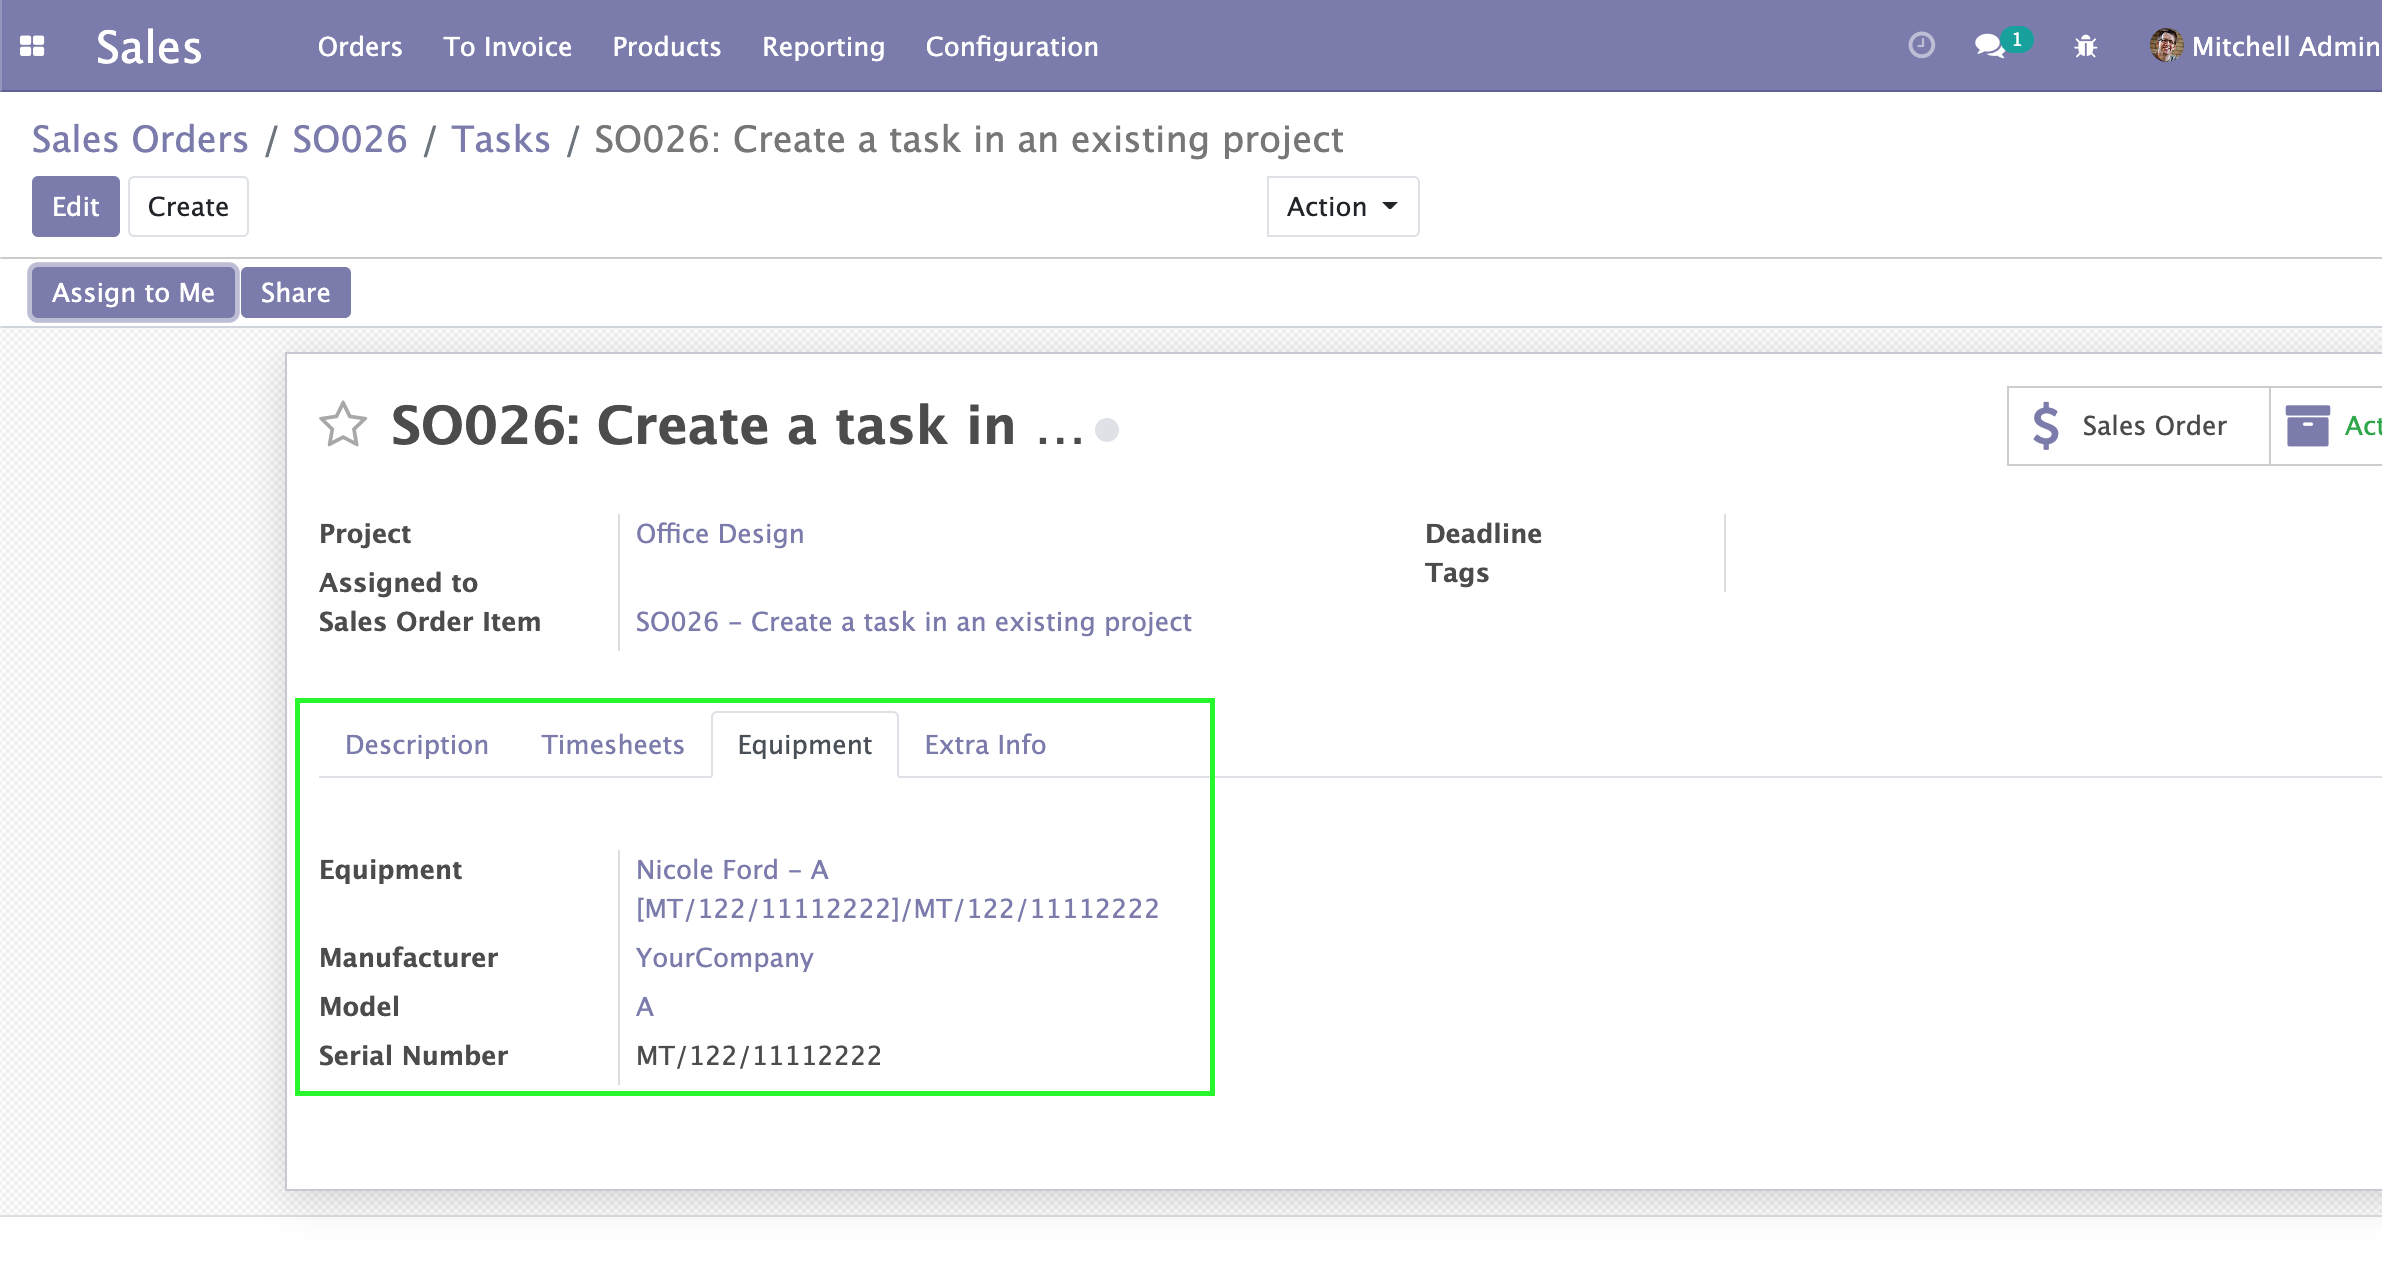 Sales Orders To Invoice Products Reporting Configuration 1 Mitchell Admin
Sales Orders / SO026 / Tasks / SO026: Create a task in an existing project
Edit Create Action
Assign to Me Share
SO026: Create a task in ... Sales Order Act
Project Office Design Deadline
Assigned to Tags
Sales Order Item SO026 – Create a task in an existing project
Description Timesheets Equipment Extra Info
Equipment Nicole Ford – A
[MT/122/11112222]/MT/122/11112222
Manufacturer YourCompany
Model A
Serial Number MT/122/11112222